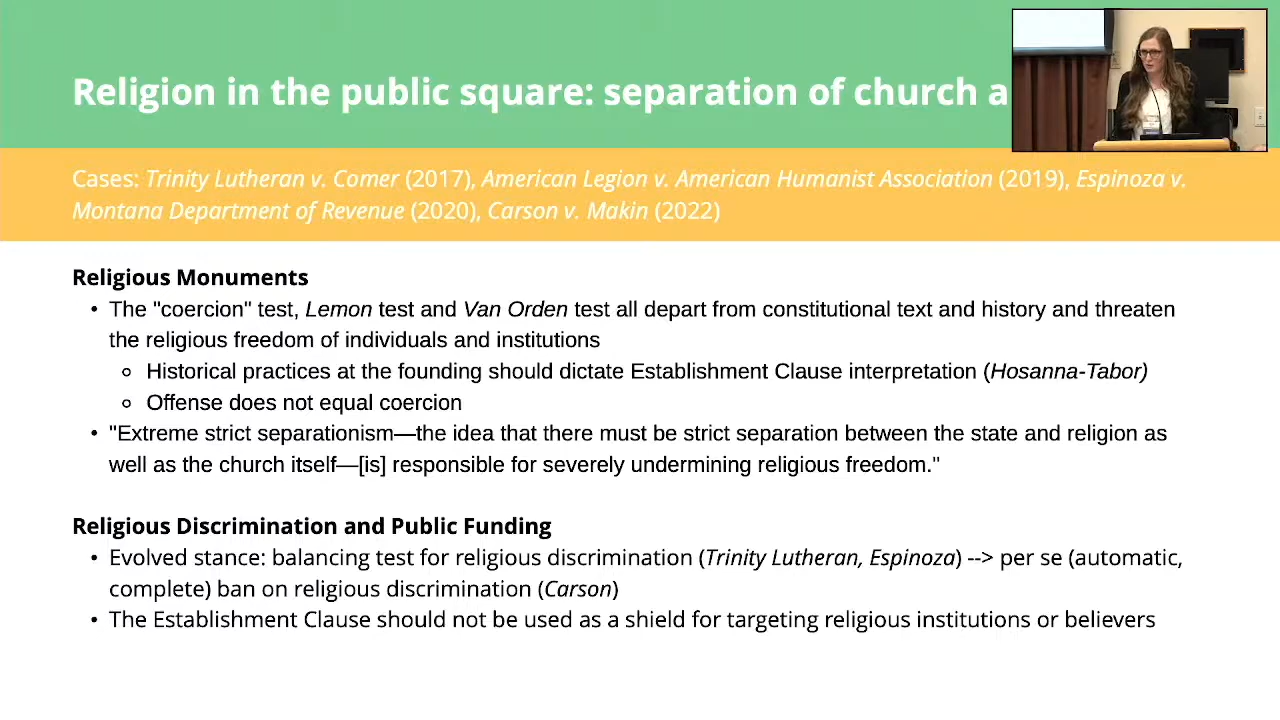 Religion in the public square: separation of church a
Cases: Trinity Lutheran v. Comer (2017), American Legion v. American Humanist Association (2019), Espinoza v.
Montana Department of Revenue (2020), Carson v. Makin (2022)
Religious Monuments
• The "coercion" test, Lemon test and Van Orden test all depart from constitutional text and history and threaten
the religious freedom of individuals and institutions
o Historical practices at the founding should dictate Establishment Clause interpretation (Hosanna-Tabor)
o Offense does not equal coercion
• "Extreme strict separationism—the idea that there must be strict separation between the state and religion as
well as the church itself—[is] responsible for severely undermining religious freedom."
Religious Discrimination and Public Funding
• Evolved stance: balancing test for religious discrimination (Trinity Lutheran, Espinoza) --> per se (automatic,
complete) ban on religious discrimination (Carson)
• The Establishment Clause should not be used as a shield for targeting religious institutions or believers